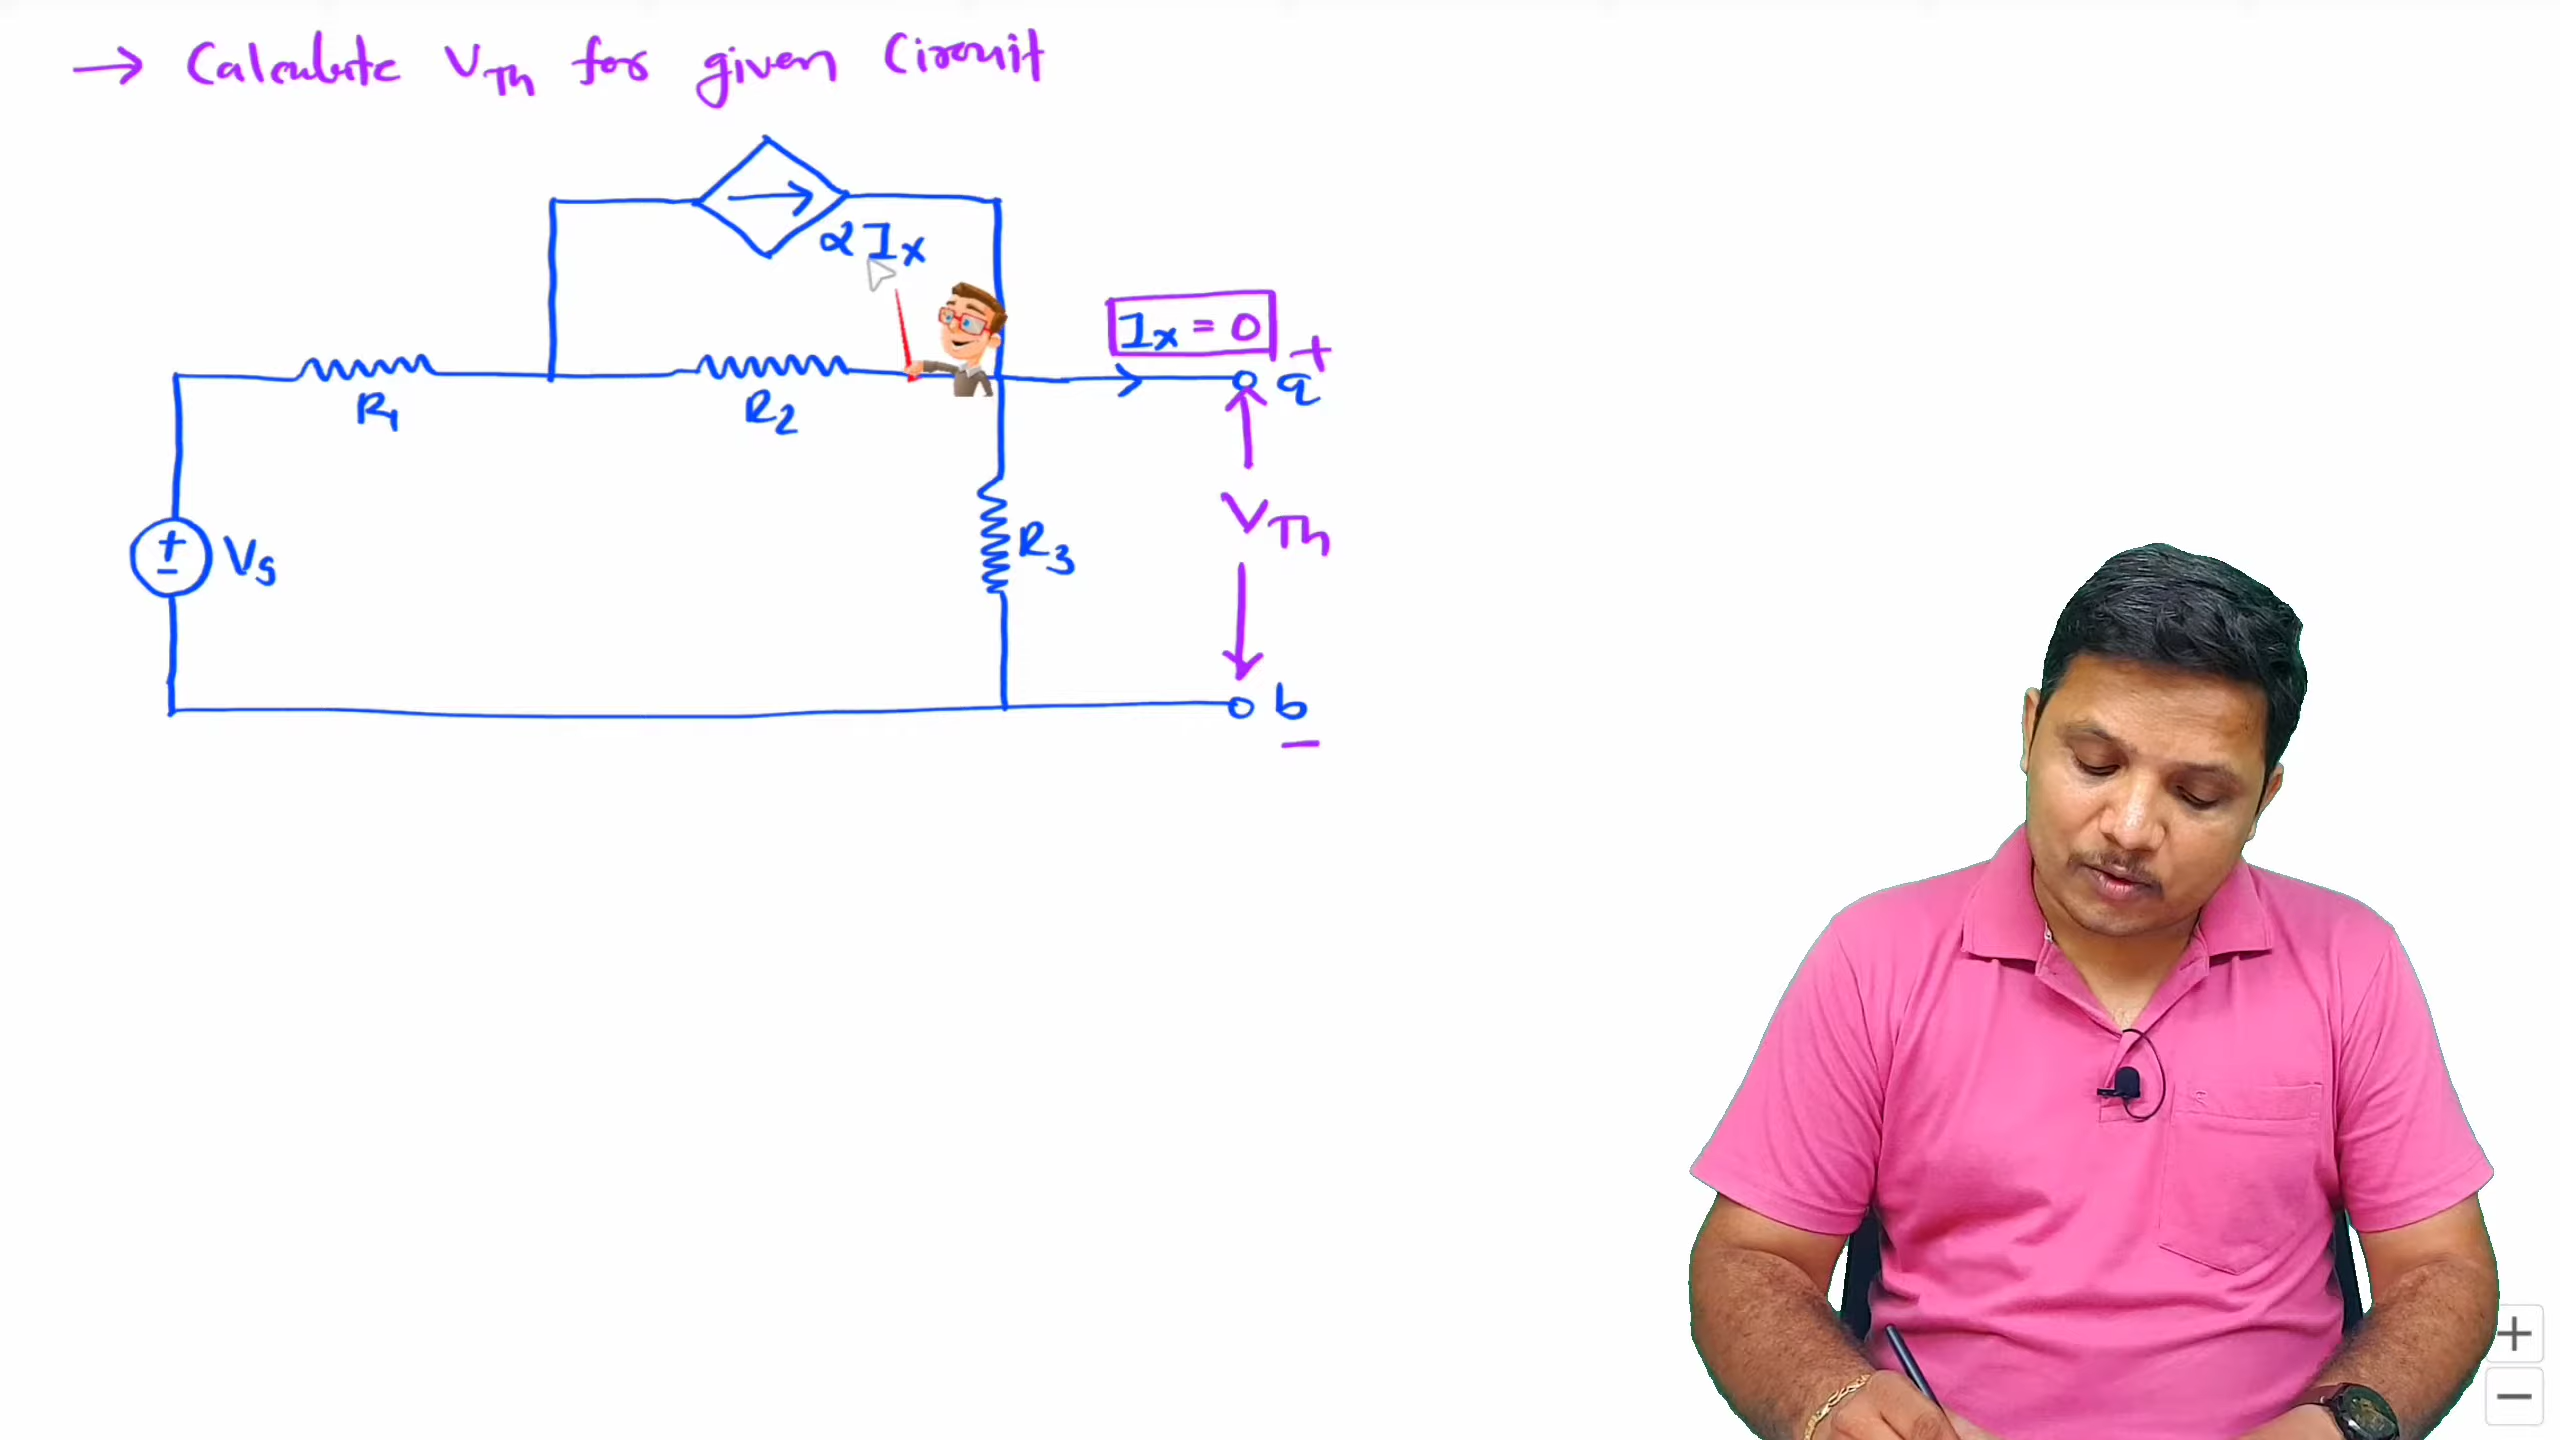 → Calculate VTh for given Circuit
αIx
Ix = 0
+
a
R1
R2
VTh
R3
+
-
Vs
b
-